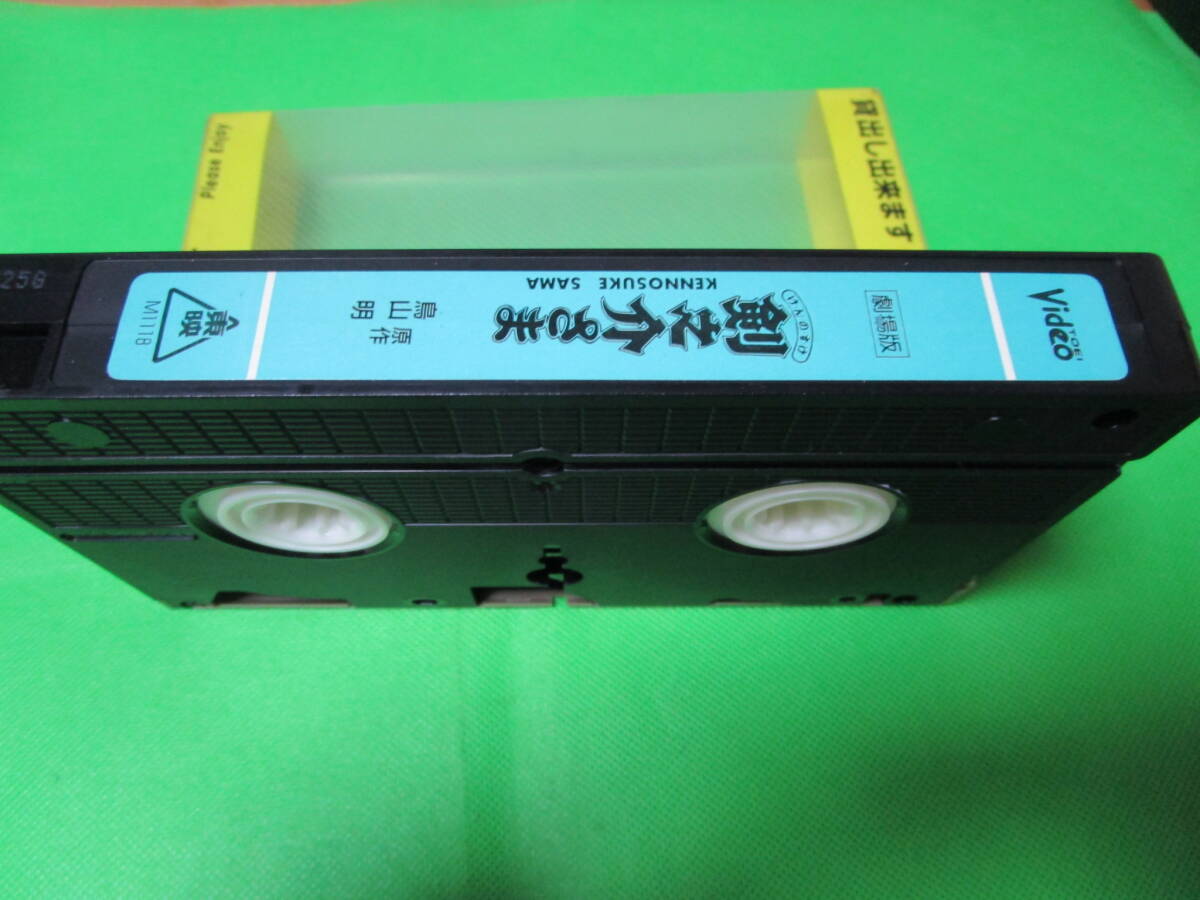 Please Enjoy
貸出し出来ます
TOEI
Video
劇場版
けんのすけ
剣之介さま
KENNOSUKE SAMA
原作
鳥山明
東映
M1118
258